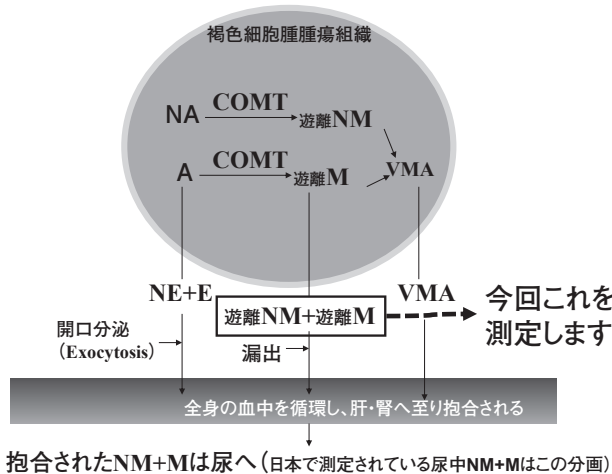 褐色細胞腫腫瘍組織
NA COMT 遊離NM
A COMT 遊離M VMA
NE+E 遊離NM+遊離M VMA 今回これを
測定します
開口分泌
(Exocytosis)
漏出
全身の血中を循環し、肝・腎へ至り抱合される
抱合されたNM+Mは尿へ(日本で測定されている尿中NM+Mはこの分画)